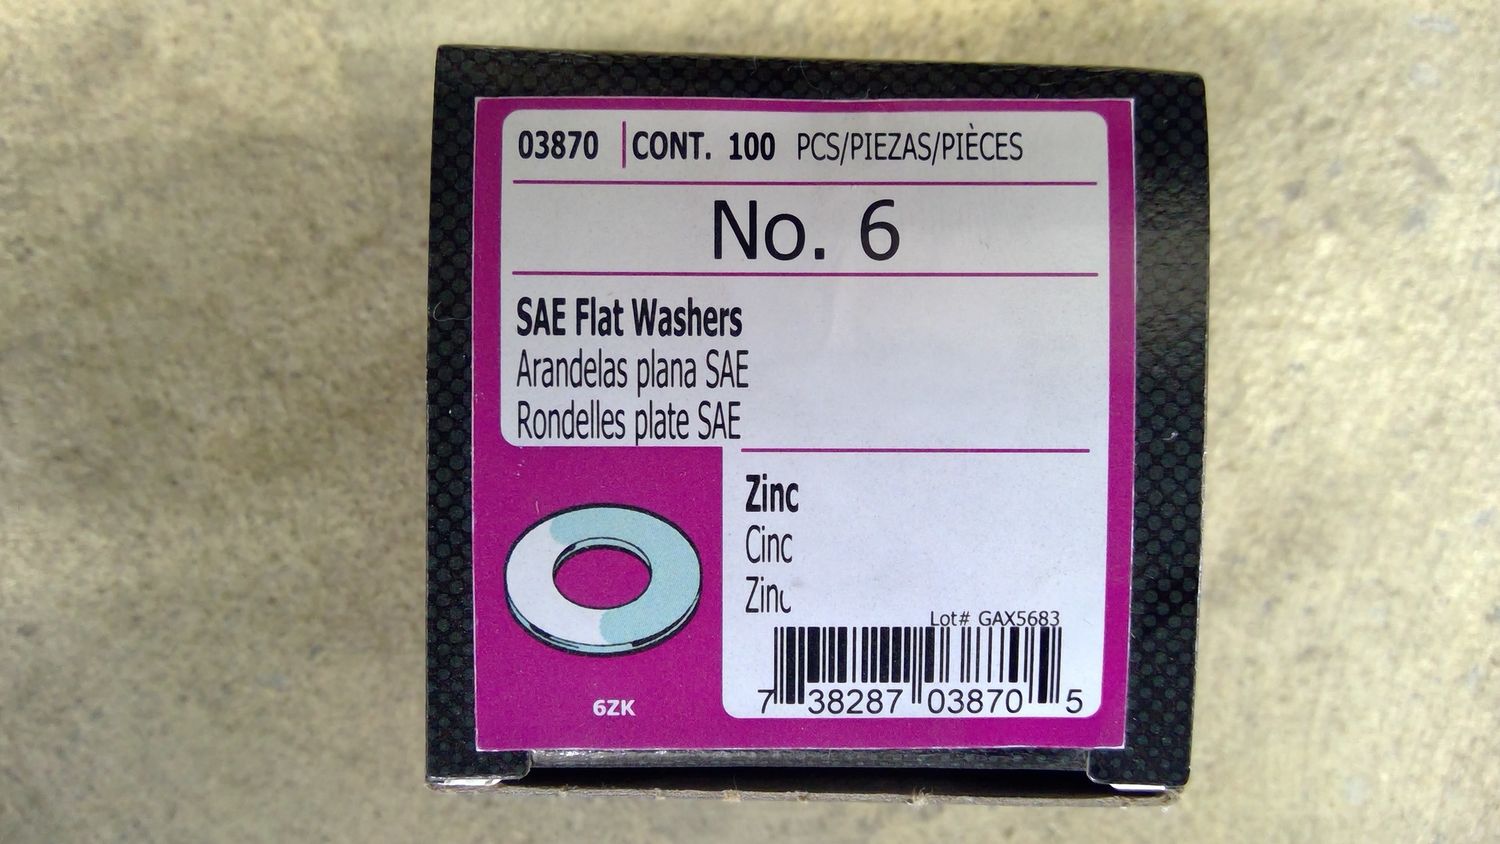 03870 CONT. 100 PCS/PIEZAS/PIÈCES
No. 6
SAE Flat Washers
Arandelas plana SAE
Rondelles plate SAE
Zinc
Cinc
Zinc
Lot# GAX5683
7 38287 03870 5
6ZK